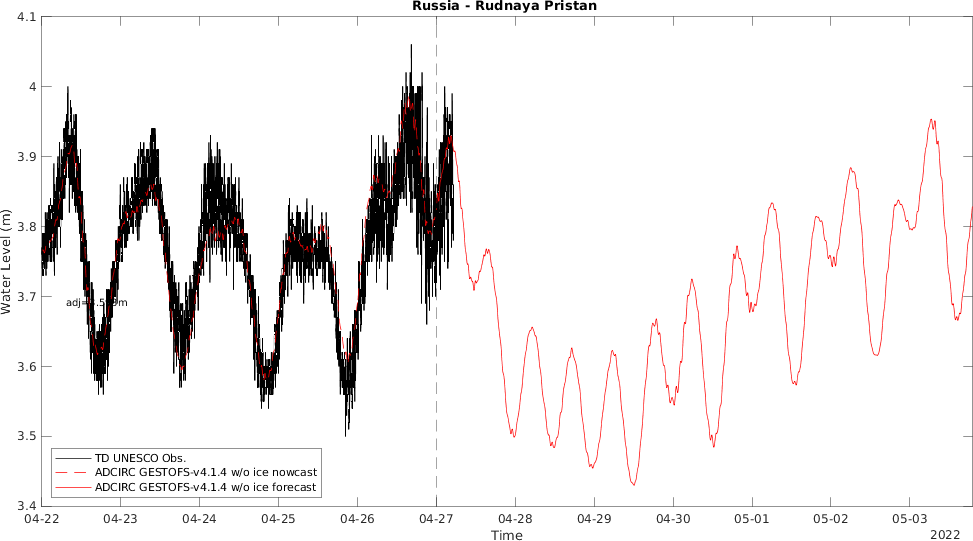 Russia - Rudnaya Pristan
4.1
4
3.9
3.8
3.7
3.6
3.5
3.4
Water Level (m)
TD UNESCO Obs.
ADCIRC GESTOFS-v4.1.4 w/o ice nowcast
ADCIRC GESTOFS-v4.1.4 w/o ice forecast
04-22 04-23 04-24 04-25 04-26 04-27 04-28 04-29 04-30 05-01 05-02 05-03
Time
2022